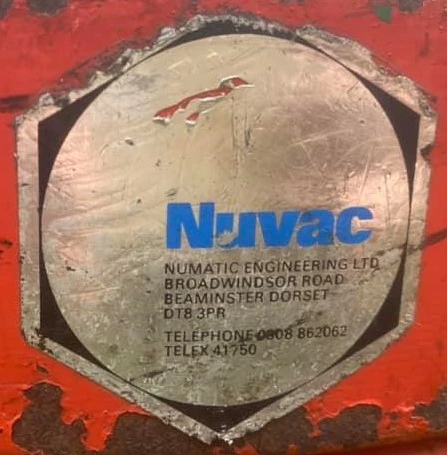 Nuvac
NUMATIC ENGINEERING LTD
BROADWINDSOR ROAD
BEAMINSTER DORSET
DT8 3PR
TELEPHONE 0308 862062
TELEX 41750